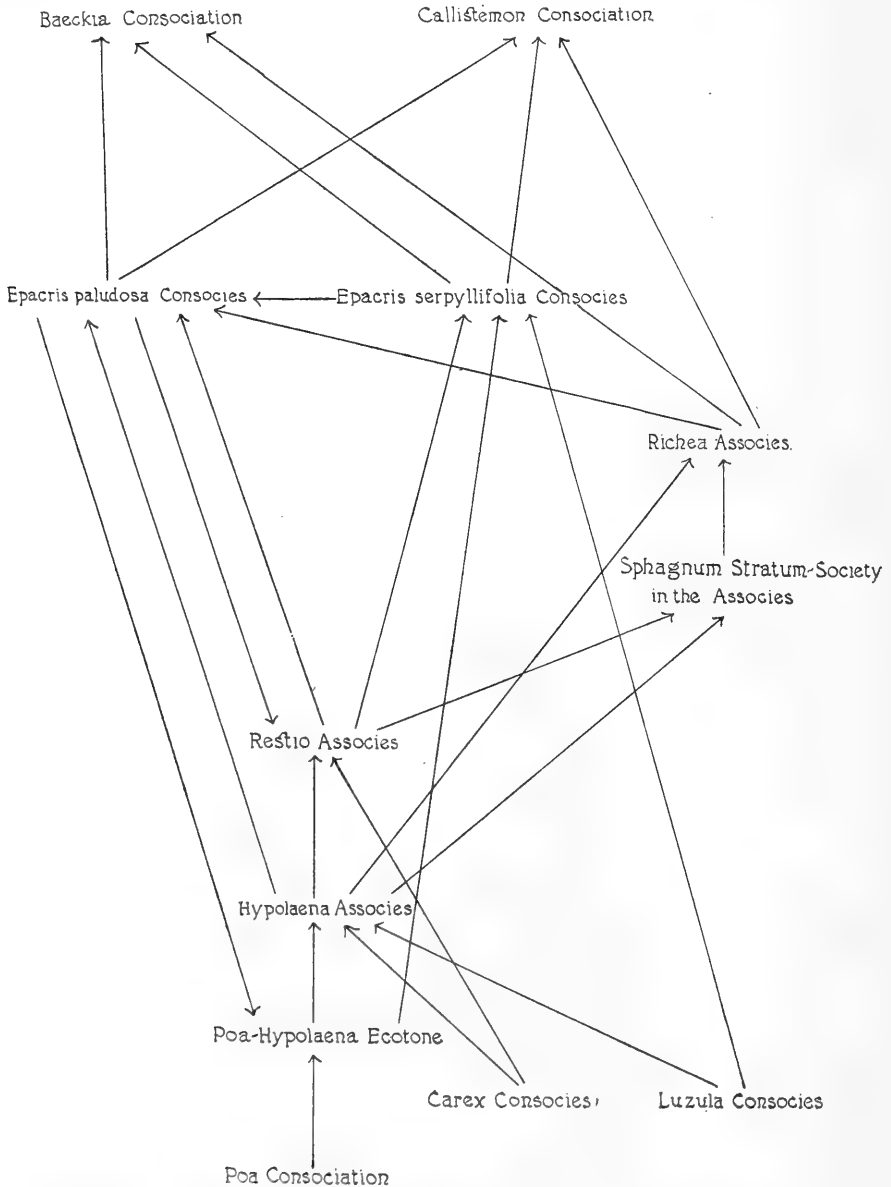 Baeckia Consociation
Callistemon Consociation
Epacris paludosa Consocies
Epacris serpyllifolia Consocies
Richea Associes.
Sphagnum Stratum-Society
in the Associes
Restio Associes
Hypolaena Associes
Poa-Hypolaena Ecotone
Carex Consocies,
Luzula Consocies
Poa Consociation